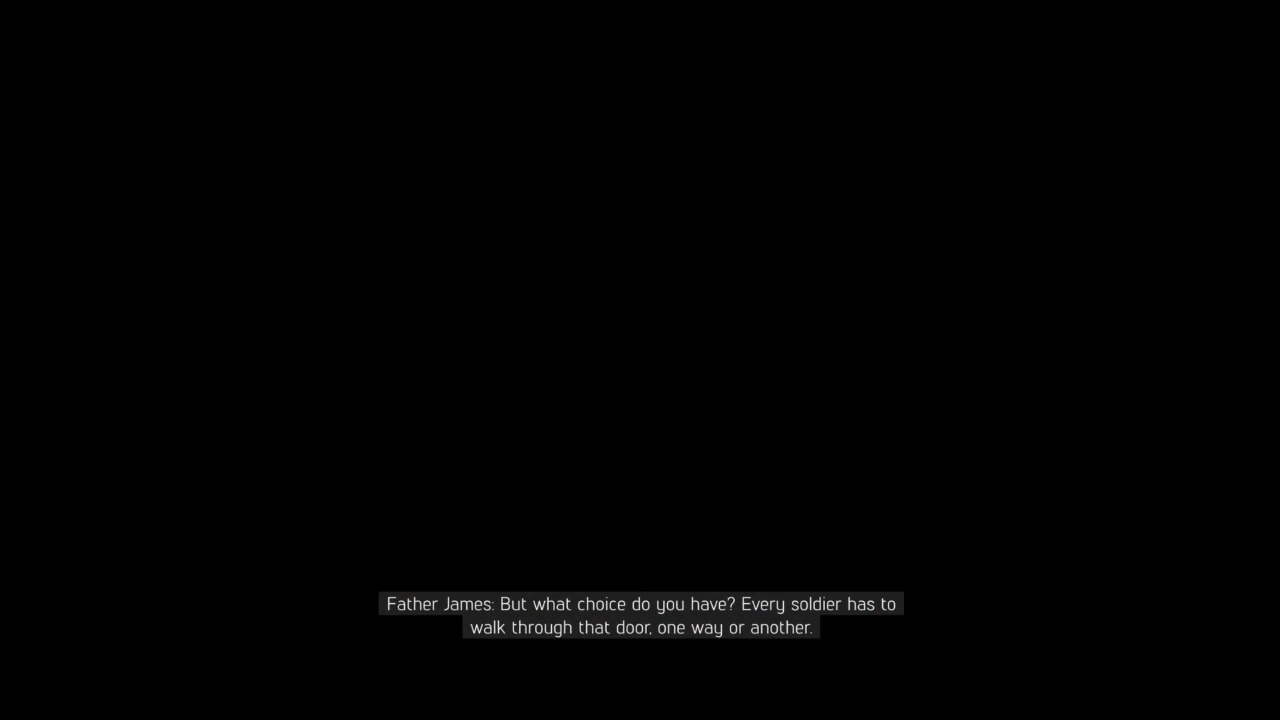 Father James: But what choice do you have? Every soldier has to
walk through that door, one way or another.